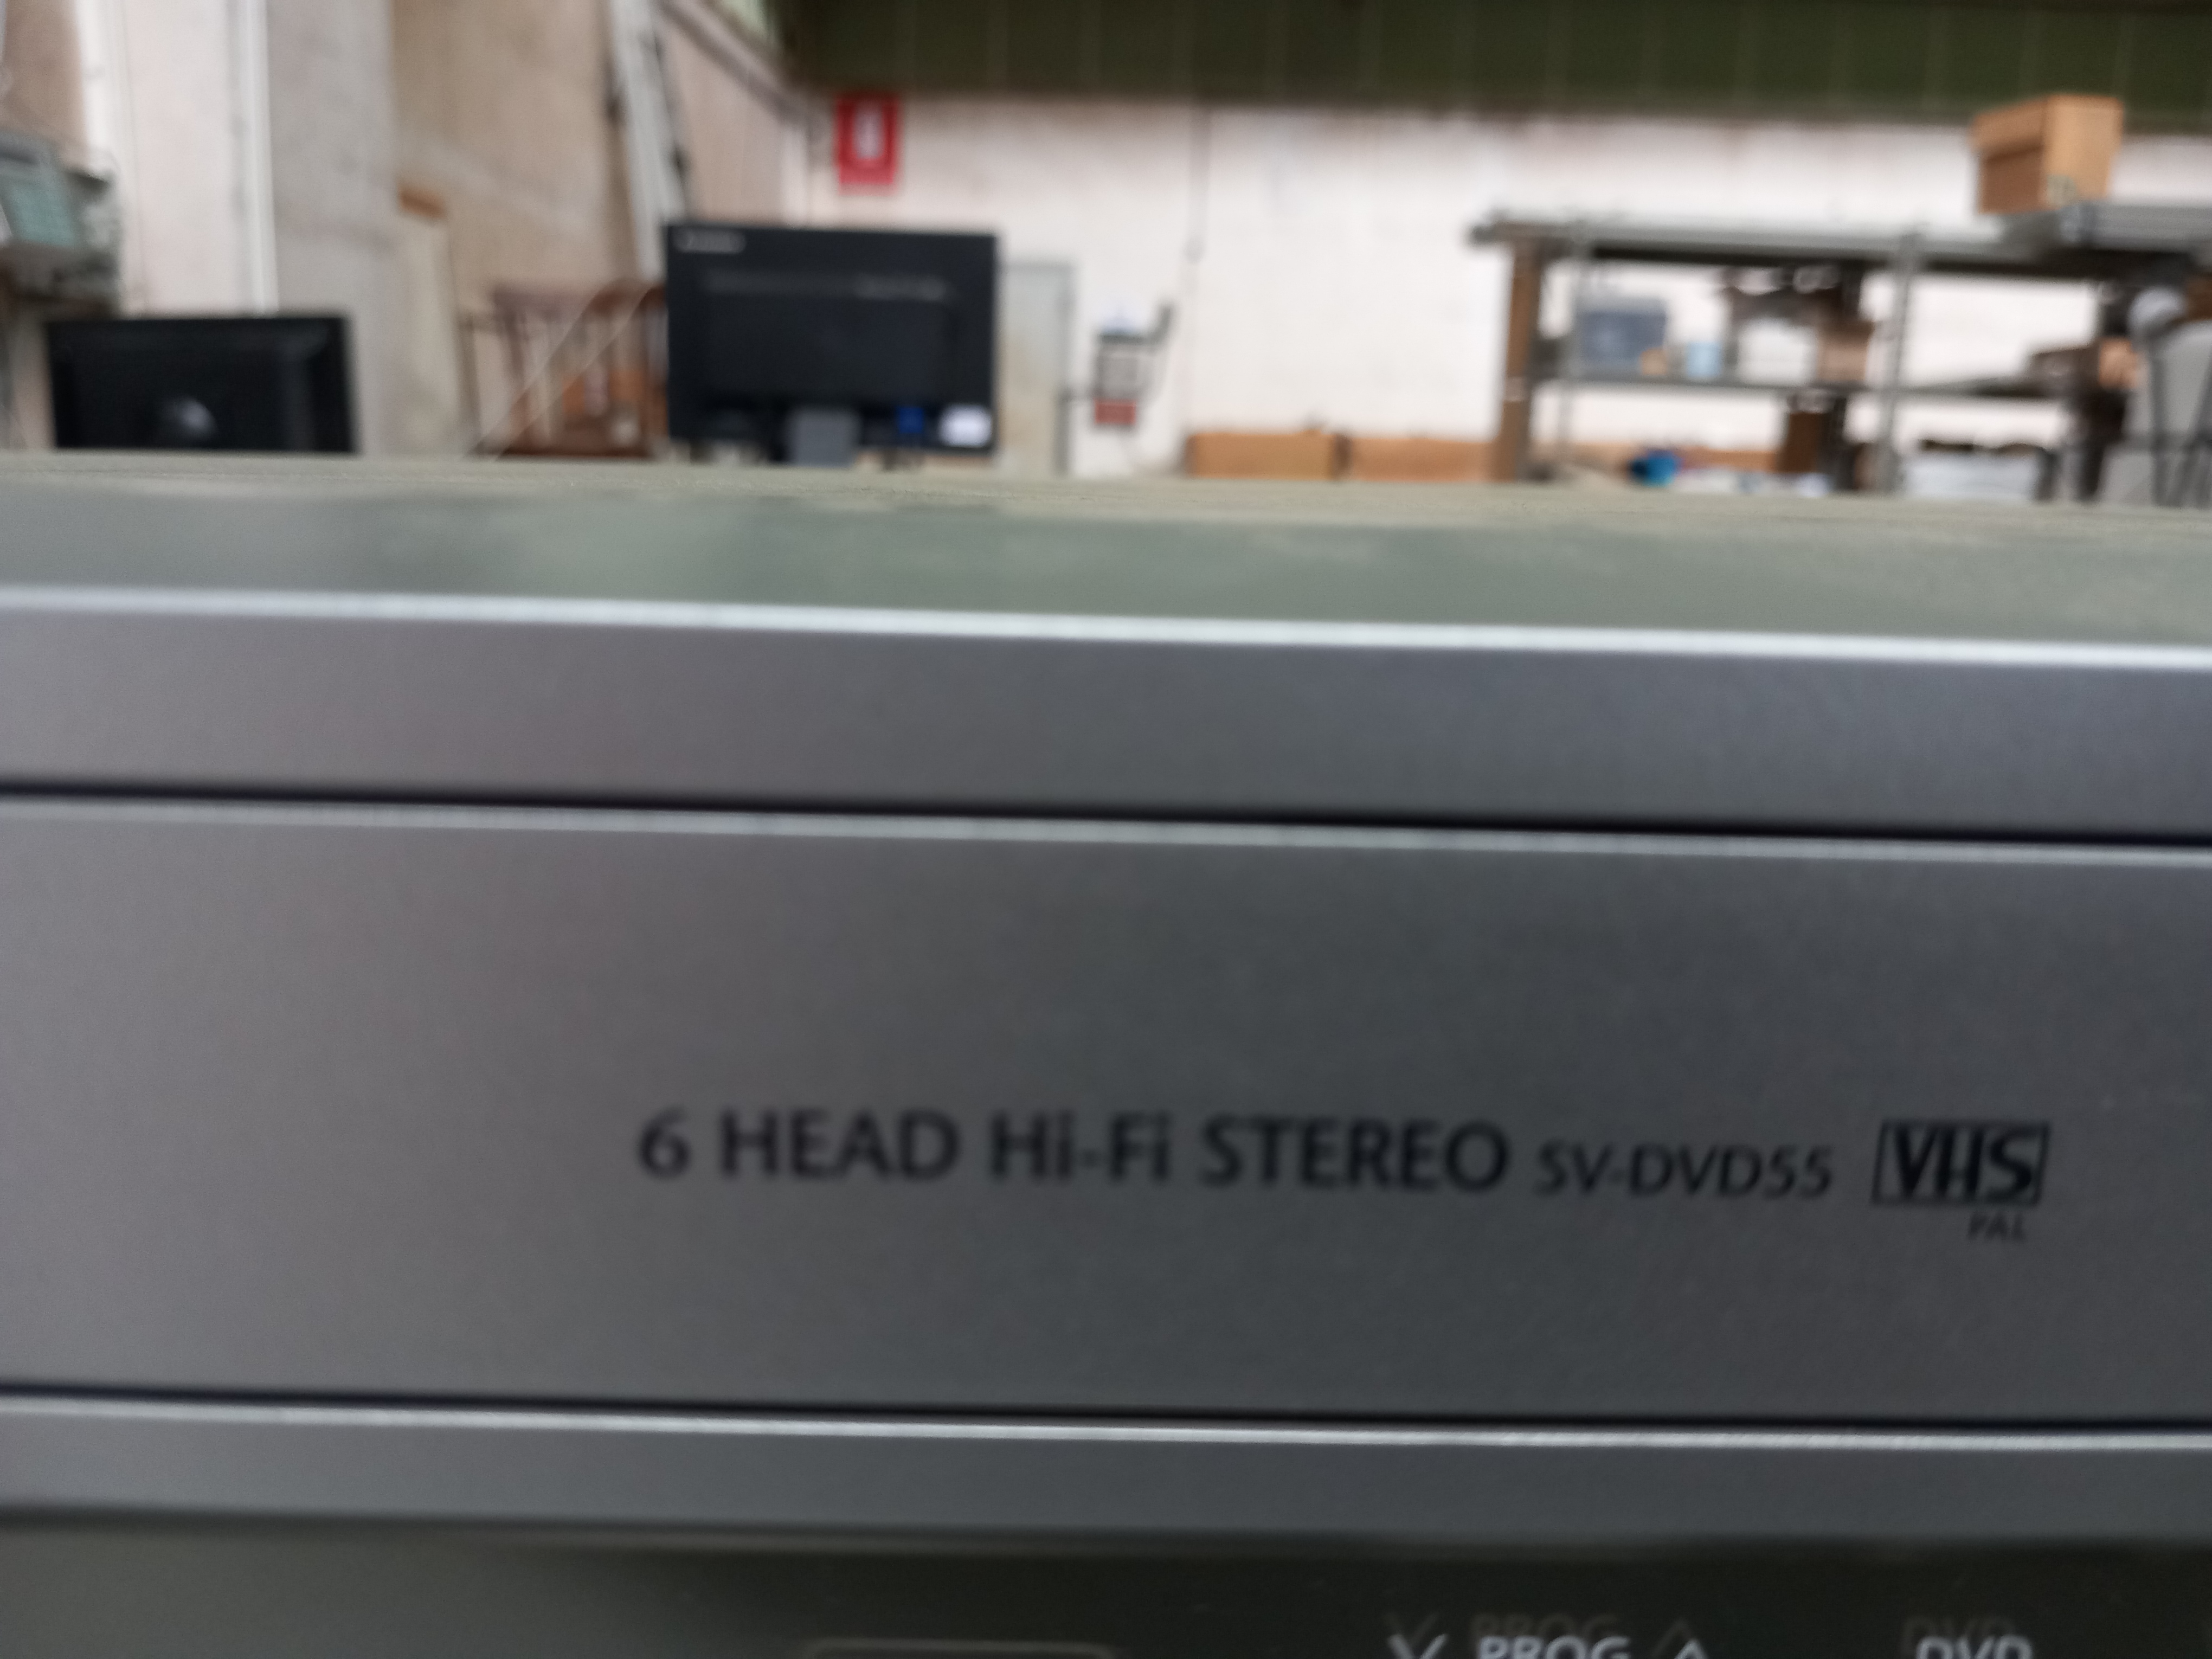 6 HEAD Hi-Fi STEREO SV-DVD55 VHS
PAL
PROG DVD